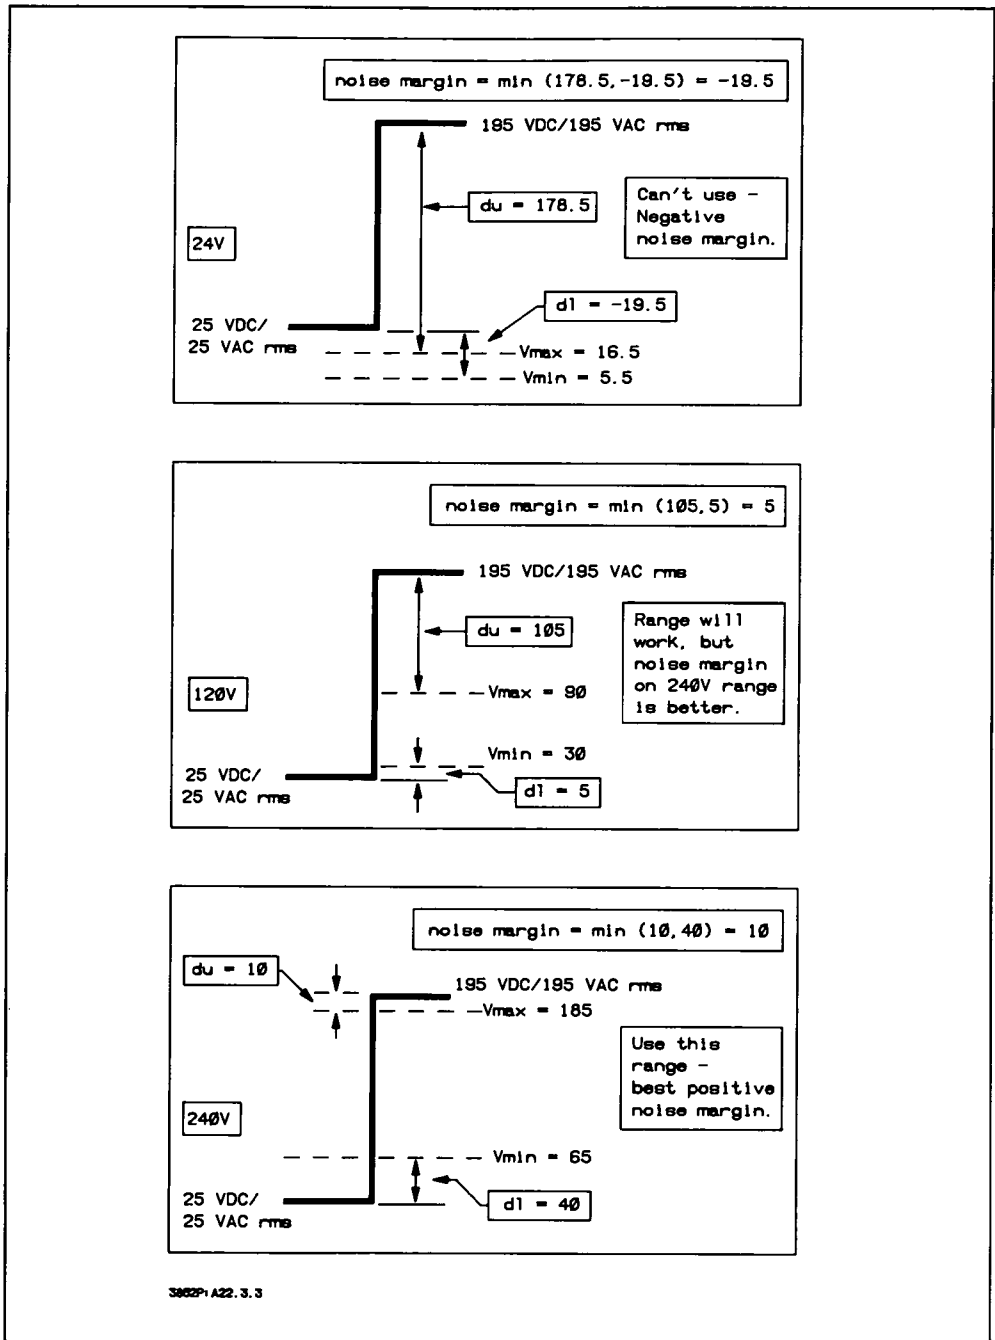 noise margin = min (178.5,-19.5) = -19.5
195 VDC/195 VAC rms
du = 178.5
Can't use -
Negative
noise margin.
24V
dl = -19.5
25 VDC/
25 VAC rms
Vmax = 16.5
Vmin = 5.5
noise margin = min (105,5) = 5
195 VDC/195 VAC rms
du = 105
Range will
work, but
noise margin
on 240V range
is better.
120V
Vmax = 90
Vmin = 30
25 VDC/
25 VAC rms
dl = 5
noise margin = min (10,40) = 10
du = 10
195 VDC/195 VAC rms
Vmax = 185
Use this
range -
best positive
noise margin.
240V
Vmin = 65
25 VDC/
25 VAC rms
dl = 40
3852P: A22.3.3